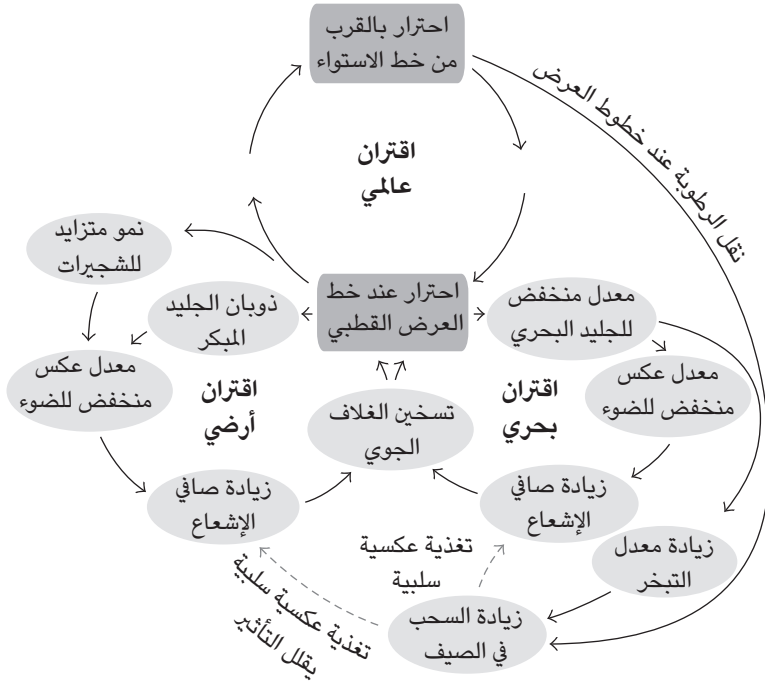 احترار بالقرب
من خط الاستواء
نقل الرطوبة عند خطوط العرض
اقتران
عالمي
نمو متزايد
للشجيرات
احترار عند خط
العرض القطبي
ذوبان الجليد
المبكر
معدل منخفض
للجليد البحري
معدل عكس
منخفض للضوء
معدل عكس
منخفض للضوء
اقتران
أرضي
اقتران
بحري
تسخين الغلاف
الجوي
زيادة صافي
الإشعاع
زيادة صافي
الإشعاع
زيادة معدل
التبخر
تغذية عكسية
سلبية
تغذية عكسية سلبية
يقلل التأثير
زيادة السحب
في الصيف